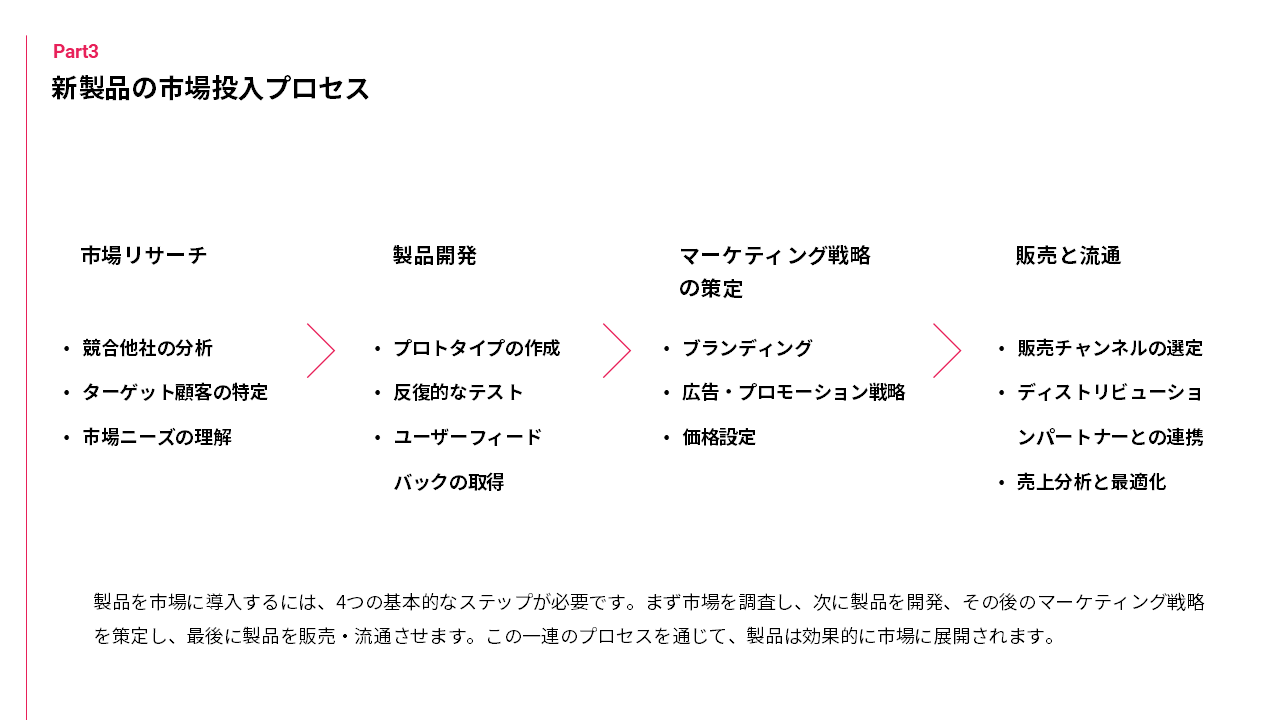 Part3
新製品の市場投入プロセス
市場リサーチ
• 競合他社の分析
• ターゲット顧客の特定
• 市場ニーズの理解
製品開発
• プロトタイプの作成
• 反復的なテスト
• ユーザーフィード
バックの取得
マーケティング戦略
の策定
• ブランディング
• 広告・プロモーション戦略
• 価格設定
販売と流通
• 販売チャンネルの選定
• ディストリビューショ
ンパートナーとの連携
• 売上分析と最適化
製品を市場に導入するには、4つの基本的なステップが必要です。まず市場を調査し、次に製品を開発、その後のマーケティング戦略
を策定し、最後に製品を販売・流通させます。この一連のプロセスを通じて、製品は効果的に市場に展開されます。